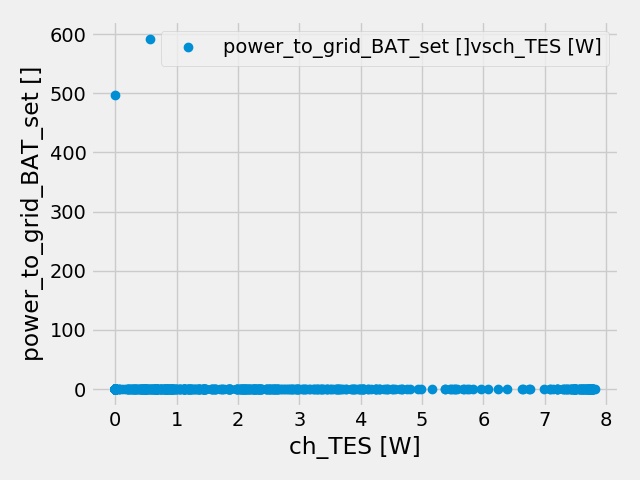 600
power_to_grid_BAT_set []vsch_TES [W]
500
400
300
200
100
0
power_to_grid_BAT_set []
0 1 2 3 4 5 6 7 8
ch_TES [W]